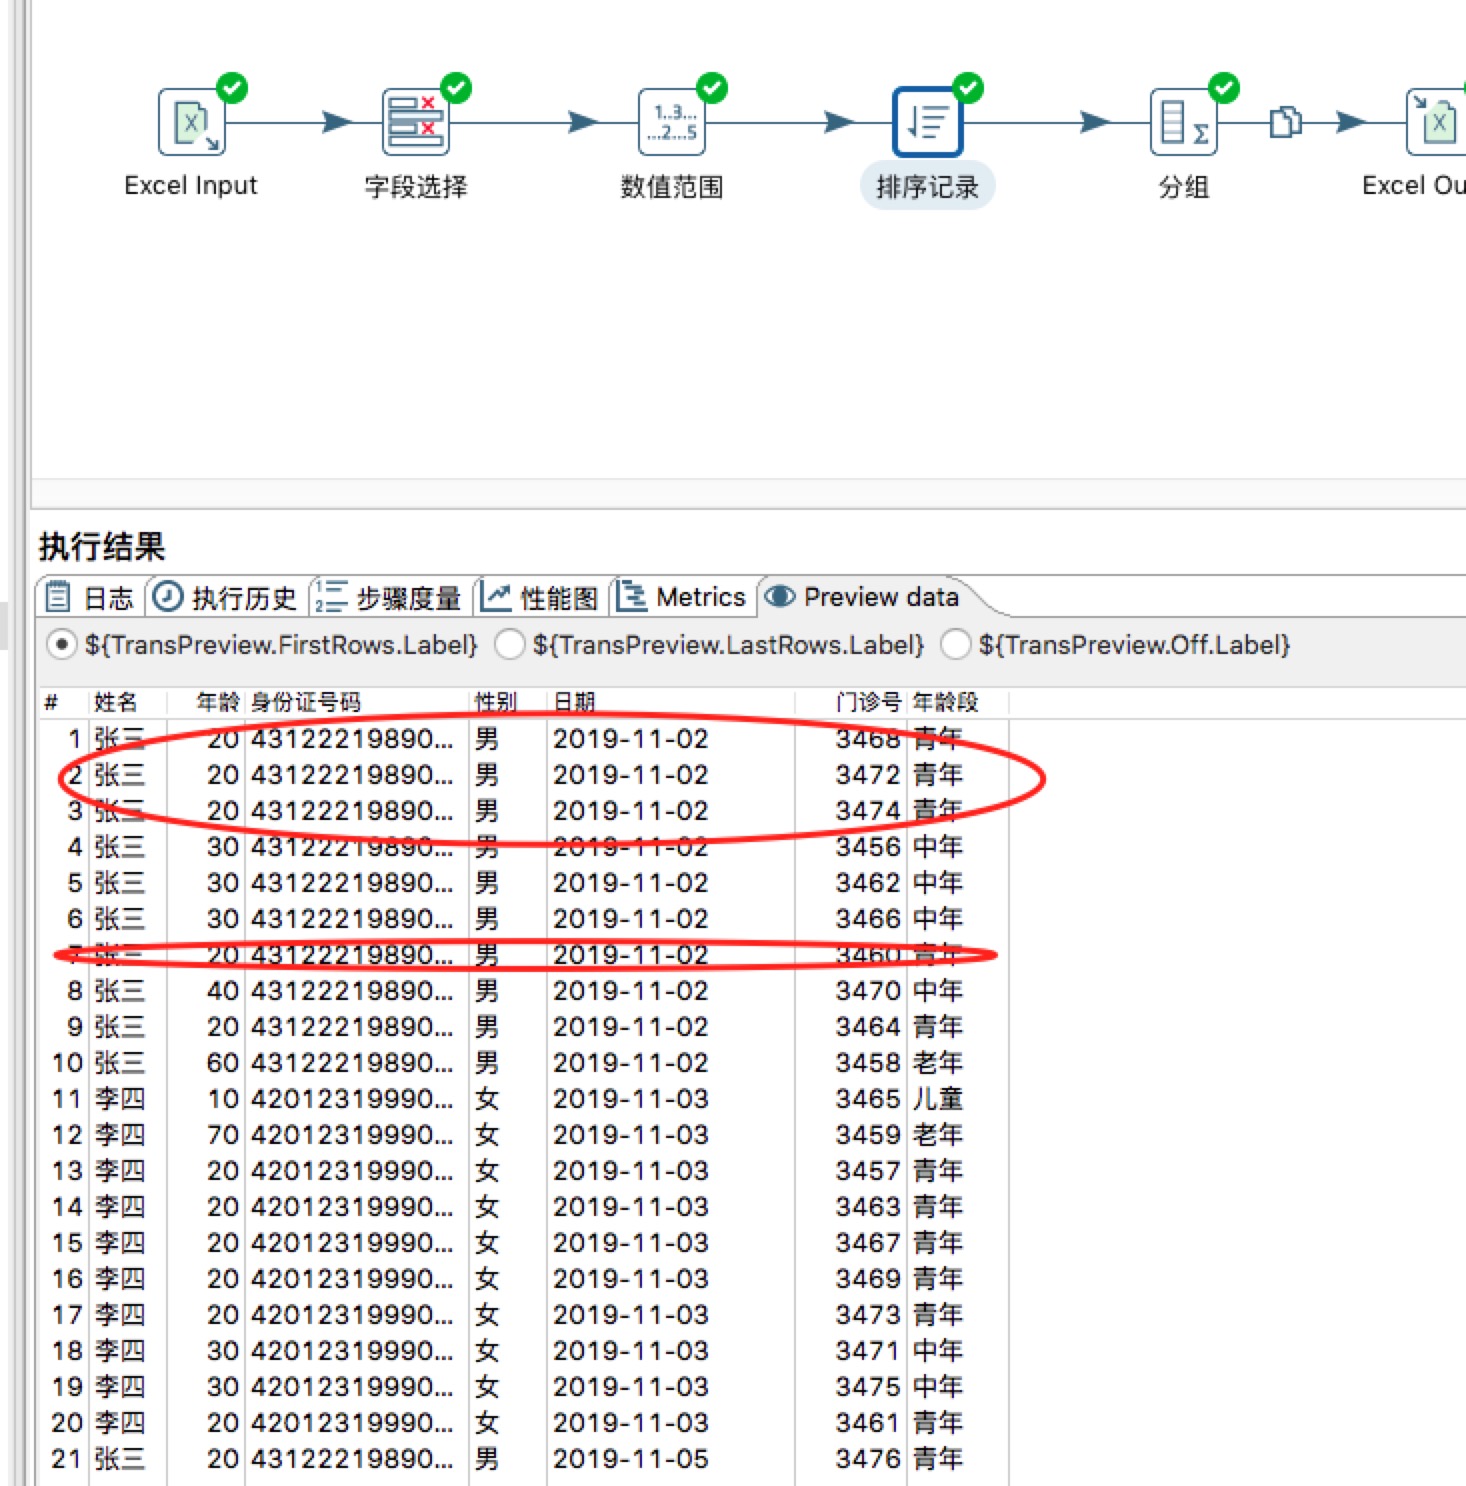 1..3...
...2..5
Excel Input
字段选择
数值范围
排序记录
分组
Excel Ou
执行结果
日志 执行历史 步骤度量 性能图 Metrics Preview data
${TransPreview.FirstRows.Label} ${TransPreview.LastRows.Label} ${TransPreview.Off.Label}
# 姓名 年龄 身份证号码 性别 日期 门诊号 年龄段
1 张三 20 43122219890... 男 2019-11-02 3468 青年
2 张三 20 43122219890... 男 2019-11-02 3472 青年
3 张三 20 43122219890... 男 2019-11-02 3474 青年
4 张三 30 43122219890... 男 2019-11-02 3456 中年
5 张三 30 43122219890... 男 2019-11-02 3462 中年
6 张三 30 43122219890... 男 2019-11-02 3466 中年
7 张三 20 43122219890... 男 2019-11-02 3460 青年
8 张三 40 43122219890... 男 2019-11-02 3470 中年
9 张三 20 43122219890... 男 2019-11-02 3464 青年
10 张三 60 43122219890... 男 2019-11-02 3458 老年
11 李四 10 42012319990... 女 2019-11-03 3465 儿童
12 李四 70 42012319990... 女 2019-11-03 3459 老年
13 李四 20 42012319990... 女 2019-11-03 3457 青年
14 李四 20 42012319990... 女 2019-11-03 3463 青年
15 李四 20 42012319990... 女 2019-11-03 3467 青年
16 李四 20 42012319990... 女 2019-11-03 3469 青年
17 李四 20 42012319990... 女 2019-11-03 3473 青年
18 李四 30 42012319990... 女 2019-11-03 3471 中年
19 李四 30 42012319990... 女 2019-11-03 3475 中年
20 李四 20 42012319990... 女 2019-11-03 3461 青年
21 张三 20 43122219890... 男 2019-11-05 3476 青年